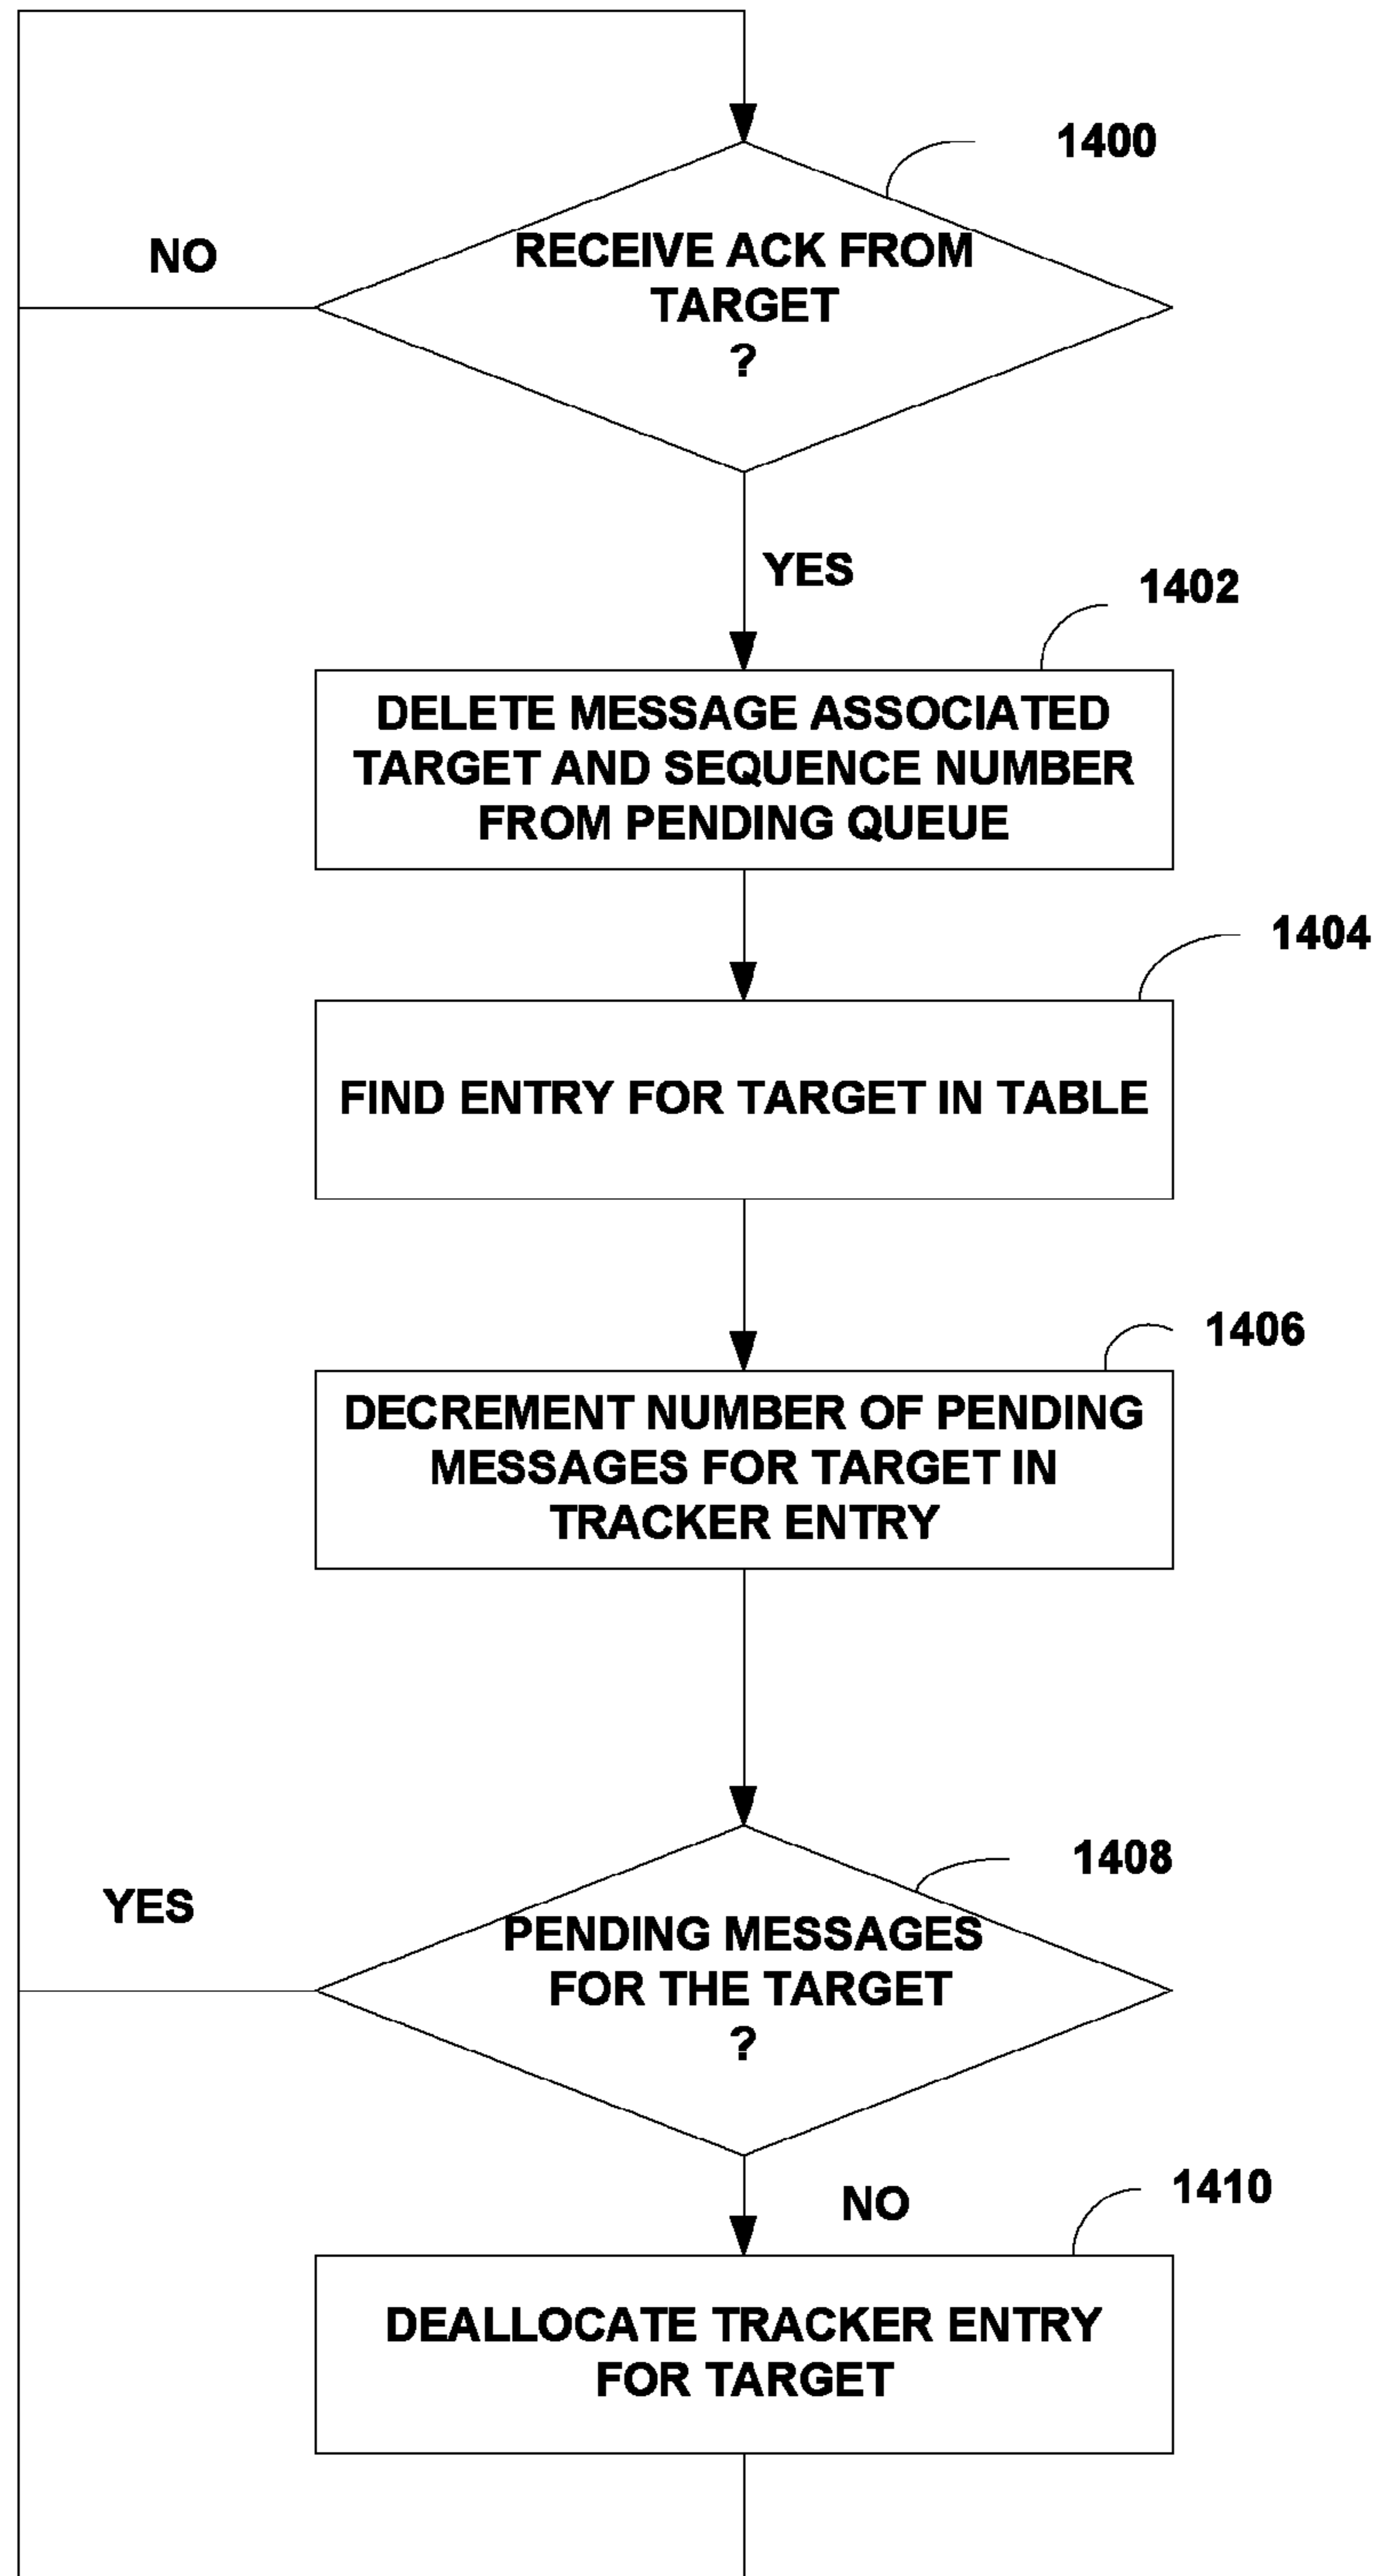 1400
RECEIVE ACK FROM
TARGET
?
NO
YES
1402
DELETE MESSAGE ASSOCIATED
TARGET AND SEQUENCE NUMBER
FROM PENDING QUEUE
1404
FIND ENTRY FOR TARGET IN TABLE
1406
DECREMENT NUMBER OF PENDING
MESSAGES FOR TARGET IN
TRACKER ENTRY
1408
YES
PENDING MESSAGES
FOR THE TARGET
?
NO
1410
DEALLOCATE TRACKER ENTRY
FOR TARGET